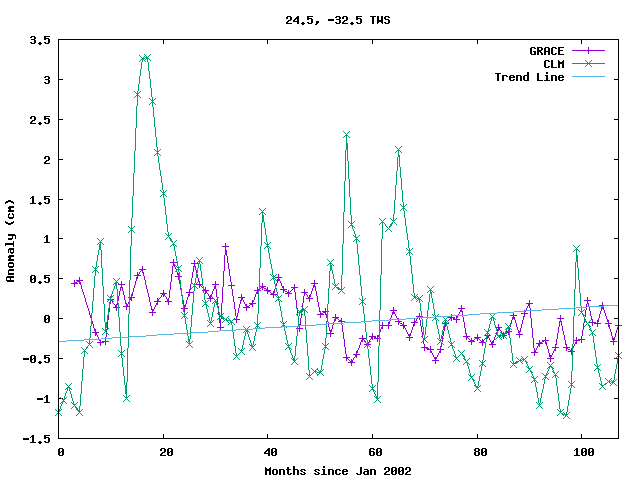 24.5, -32.5 TWS
GRACE
CLM
Trend Line
3.5
3
2.5
2
1.5
1
0.5
0
-0.5
-1
-1.5
Anomaly (cm)
0 20 40 60 80 100
Months since Jan 2002